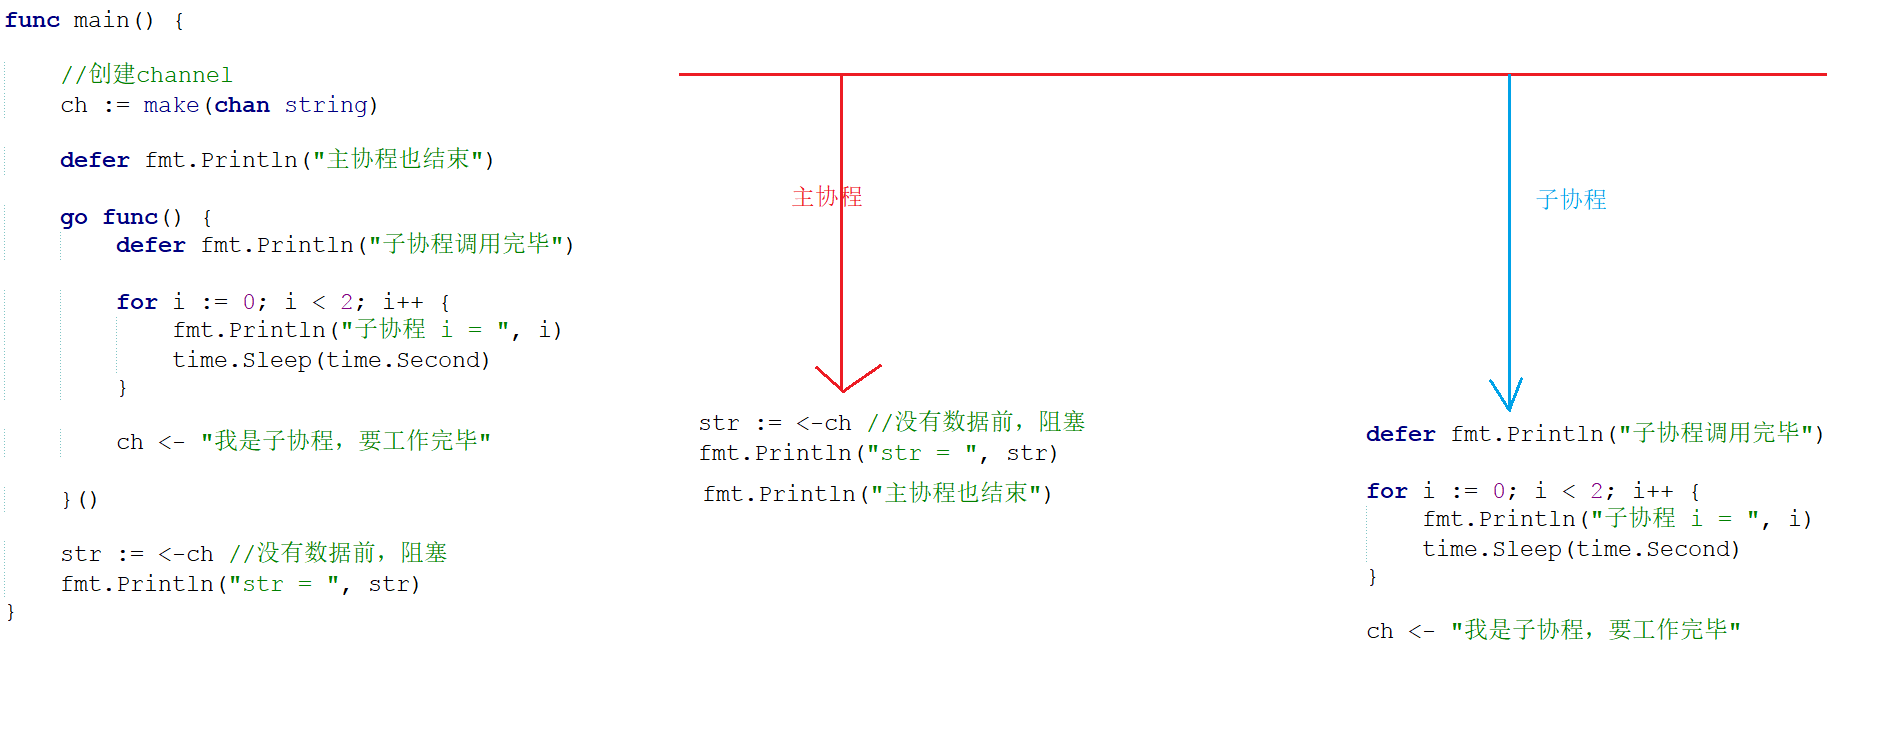 func main() {
//创建channel
ch := make(chan string)
defer fmt.Println("主协程也结束")
go func() {
defer fmt.Println("子协程调用完毕")
for i := 0; i < 2; i++ {
fmt.Println("子协程 i = ", i)
time.Sleep(time.Second)
}
ch <- "我是子协程，要工作完毕"
}()
str := <-ch //没有数据前，阻塞
fmt.Println("str = ", str)
}
主协程
str := <-ch //没有数据前，阻塞
fmt.Println("str = ", str)
fmt.Println("主协程也结束")
子协程
defer fmt.Println("子协程调用完毕")
for i := 0; i < 2; i++ {
fmt.Println("子协程 i = ", i)
time.Sleep(time.Second)
}
ch <- "我是子协程，要工作完毕"